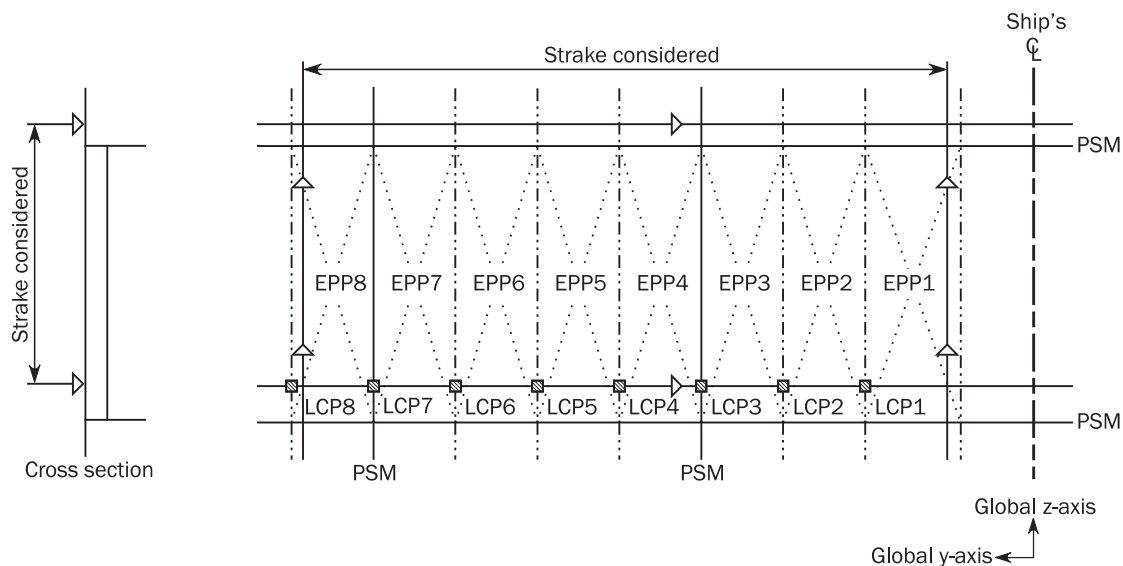 Ship's
℄
Strake considered
PSM
Strake considered
EPP8 EPP7 EPP6 EPP5 EPP4 EPP3 EPP2 EPP1
LCP8 LCP7 LCP6 LCP5 LCP4 LCP3 LCP2 LCP1
PSM
Cross section
PSM
PSM
Global z-axis
Global y-axis